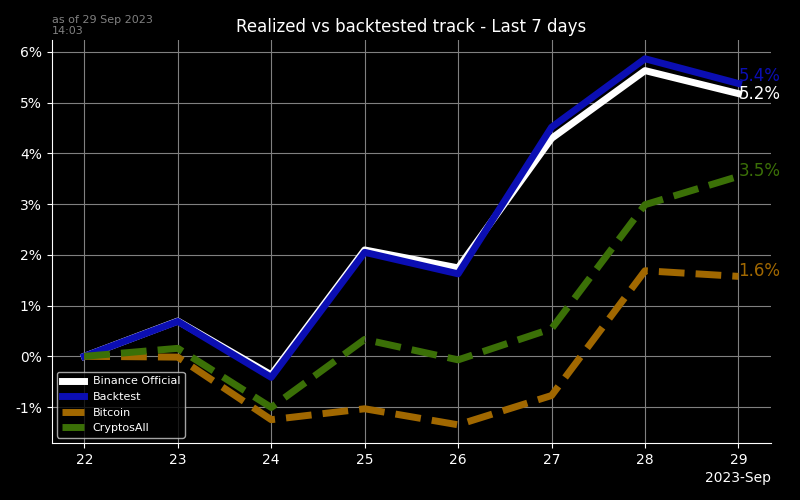 as of 29 Sep 2023
14:03
Realized vs backtested track - Last 7 days
6%
5%
4%
3%
2%
1%
0%
-1%
5.4%
5.2%
3.5%
1.6%
Binance Official
Backtest
Bitcoin
CryptosAll
22 23 24 25 26 27 28 29
2023-Sep